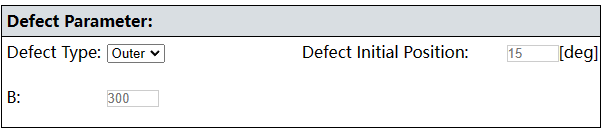 Defect Parameter:
Defect Type: Outer Defect Initial Position: 15 [deg]
B: 300